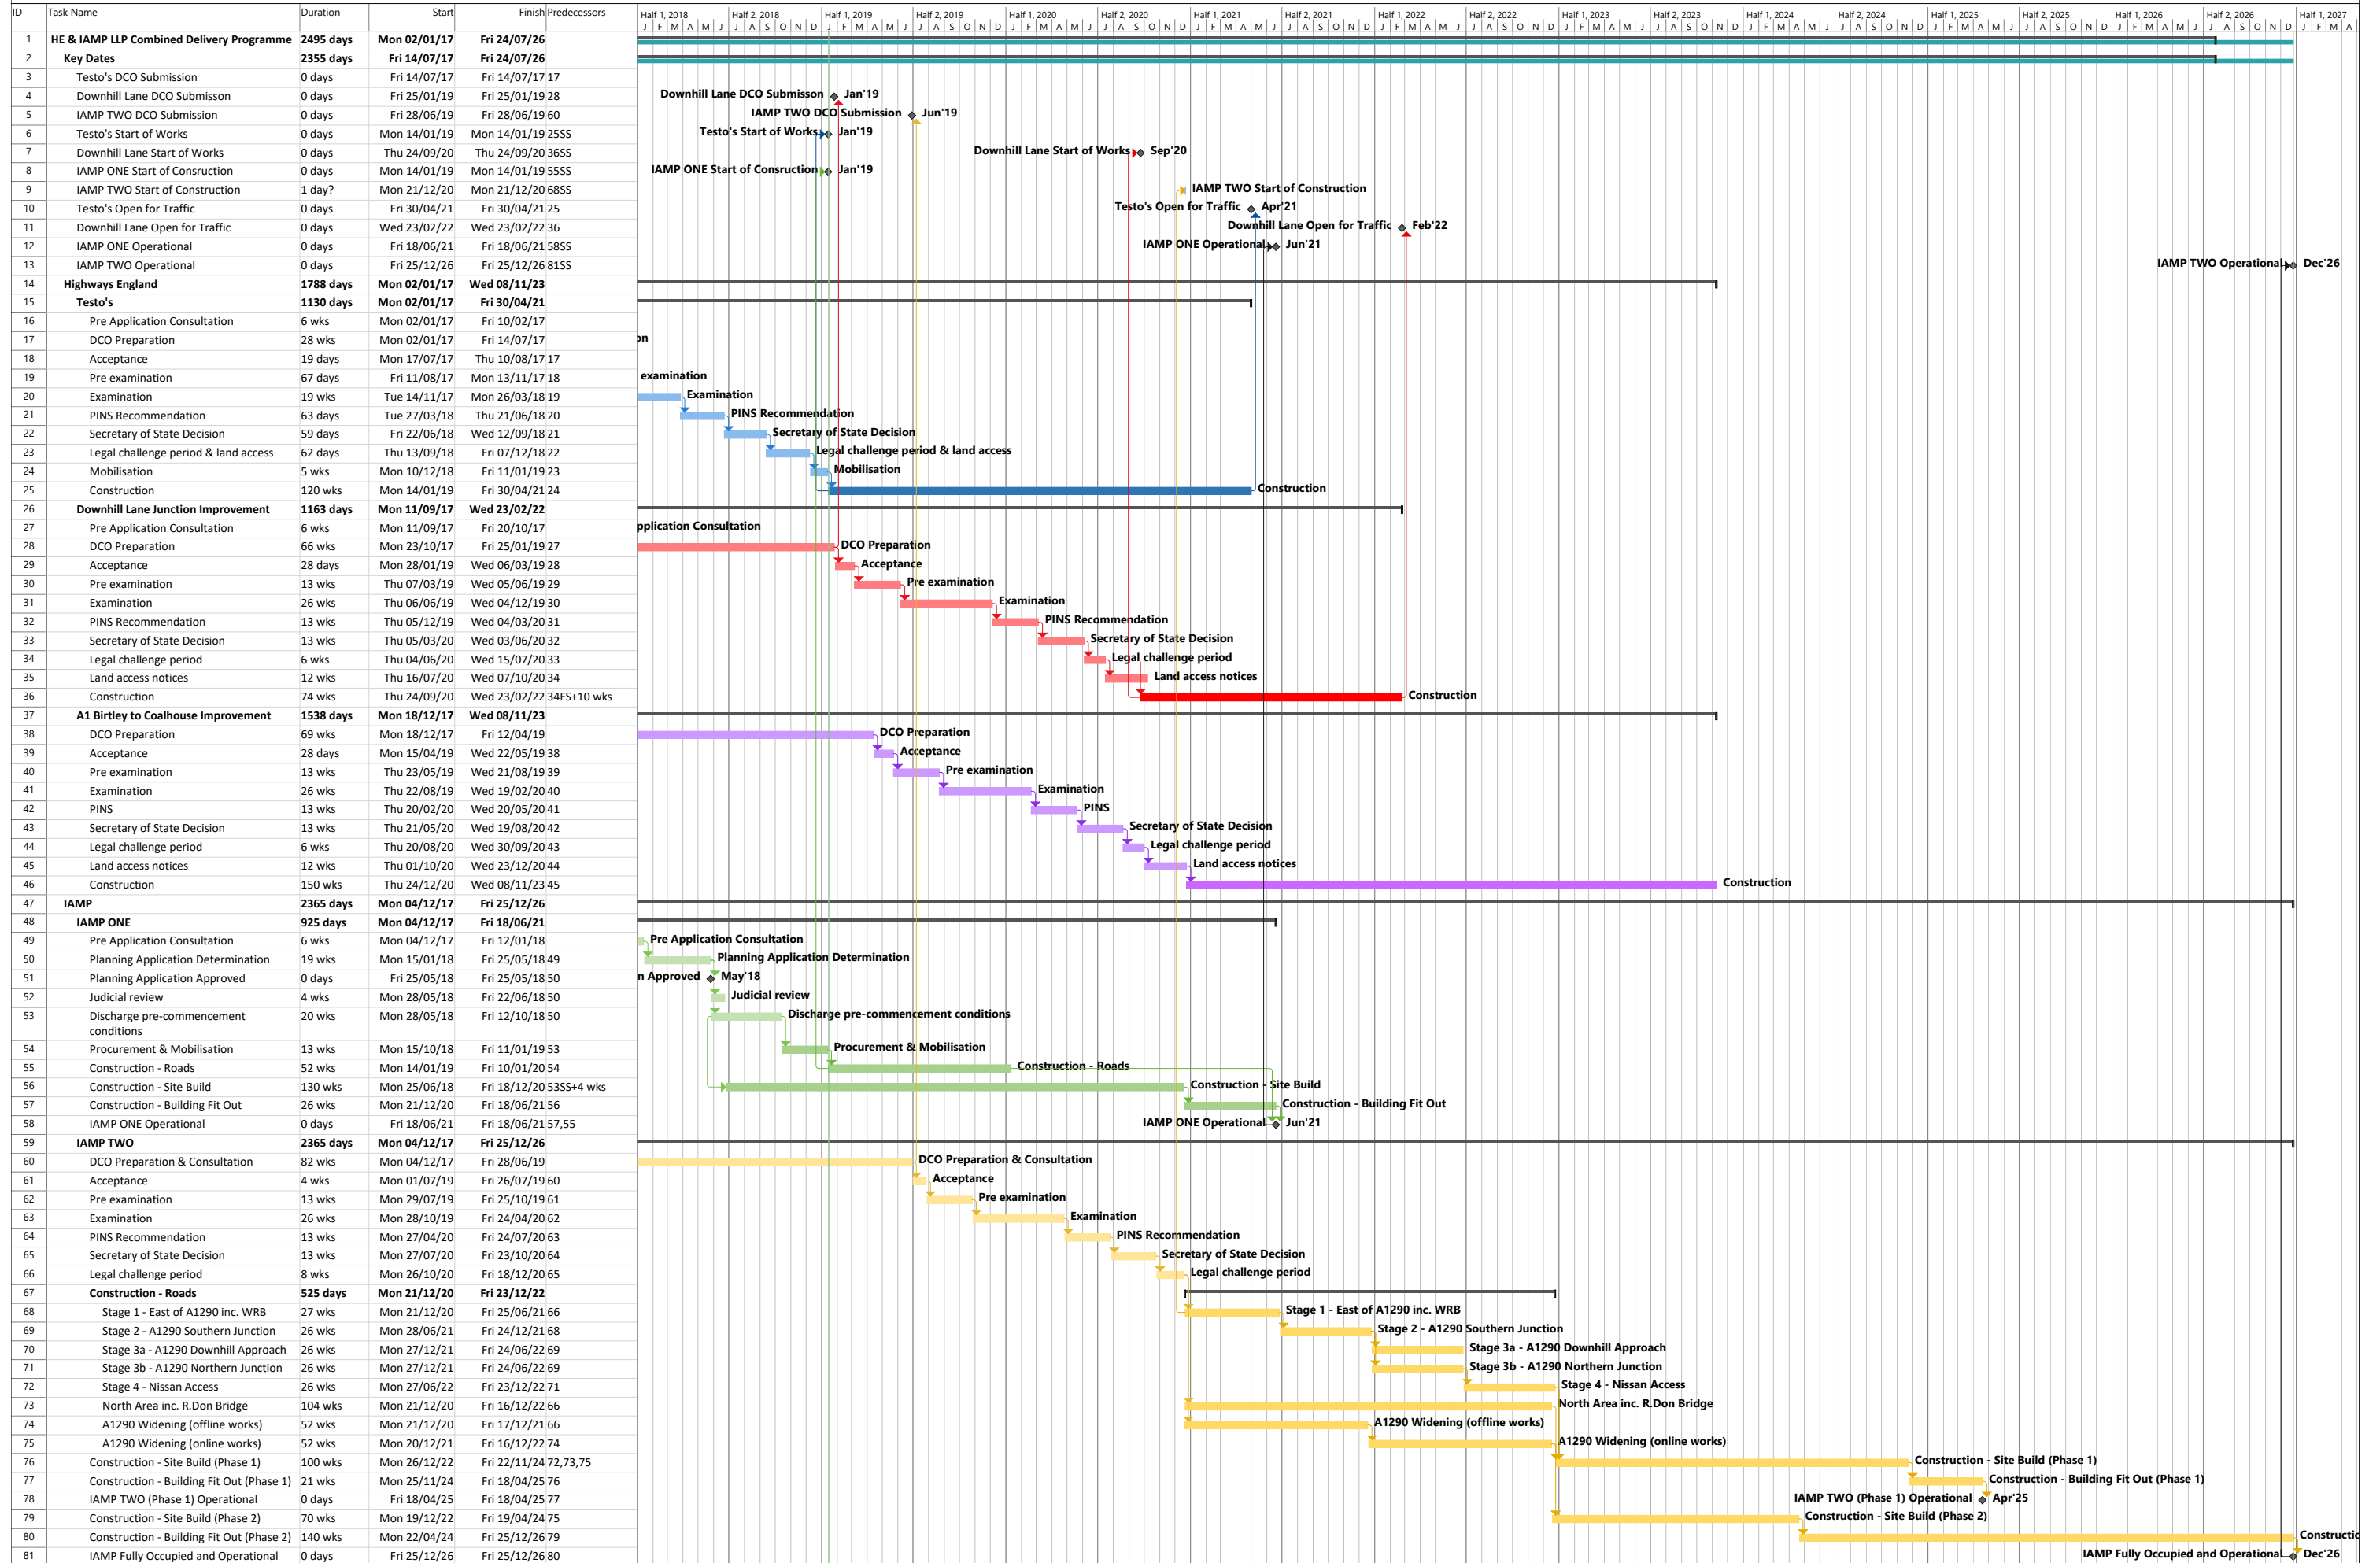 ID Task Name Duration Start Finish Predecessors Half 1, 2018 Half 2, 2018 Half 1, 2019 Half 2, 2019 Half 1, 2020 Half 2, 2020 Half 1, 2021 Half 2, 2021 Half 1, 2022 Half 2, 2022 Half 1, 2023 Half 2, 2023 Half 1, 2024 Half 2, 2024 Half 1, 2025 Half 2, 2025 Half 1, 2026 Half 2, 2026 Half 1, 2027
J F M A M J J A S O N D J F M A M J J A S O N D J F M A M J J A S O N D J F M A M J J A S O N D J F M A M J J A S O N D J F M A M J J A S O N D J F M A M J J A S O N D J F M A M J J A S O N D J F M A M J J A S O N D J F M A
1 HE & IAMP LLP Combined Delivery Programme 2495 days Mon 02/01/17 Fri 24/07/26
2 Key Dates 2355 days Fri 14/07/17 Fri 24/07/26
3 Testo's DCO Submission 0 days Fri 14/07/17 Fri 14/07/17 17
4 Downhill Lane DCO Submisson 0 days Fri 25/01/19 Fri 25/01/19 28 Downhill Lane DCO Submisson Jan'19
5 IAMP TWO DCO Submission 0 days Fri 28/06/19 Fri 28/06/19 60 IAMP TWO DCO Submission Jun'19
6 Testo's Start of Works 0 days Mon 14/01/19 Mon 14/01/19 25SS Testo's Start of Works Jan'19
7 Downhill Lane Start of Works 0 days Thu 24/09/20 Thu 24/09/20 36SS Downhill Lane Start of Works Sep'20
8 IAMP ONE Start of Consruction 0 days Mon 14/01/19 Mon 14/01/19 55SS IAMP ONE Start of Consruction Jan'19
9 IAMP TWO Start of Construction 1 day? Mon 21/12/20 Mon 21/12/20 68SS IAMP TWO Start of Construction
10 Testo's Open for Traffic 0 days Fri 30/04/21 Fri 30/04/21 25 Testo's Open for Traffic Apr'21
11 Downhill Lane Open for Traffic 0 days Wed 23/02/22 Wed 23/02/22 36 Downhill Lane Open for Traffic Feb'22
12 IAMP ONE Operational 0 days Fri 18/06/21 Fri 18/06/21 58SS IAMP ONE Operational Jun'21
13 IAMP TWO Operational 0 days Fri 25/12/26 Fri 25/12/26 81SS IAMP TWO Operational Dec'26
14 Highways England 1788 days Mon 02/01/17 Wed 08/11/23
15 Testo's 1130 days Mon 02/01/17 Fri 30/04/21
16 Pre Application Consultation 6 wks Mon 02/01/17 Fri 10/02/17
17 DCO Preparation 28 wks Mon 02/01/17 Fri 14/07/17 on
18 Acceptance 19 days Mon 17/07/17 Thu 10/08/17 17
19 Pre examination 67 days Fri 11/08/17 Mon 13/11/17 18 examination
20 Examination 19 wks Tue 14/11/17 Mon 26/03/18 19 Examination
21 PINS Recommendation 63 days Tue 27/03/18 Thu 21/06/18 20 PINS Recommendation
22 Secretary of State Decision 59 days Fri 22/06/18 Wed 12/09/18 21 Secretary of State Decision
23 Legal challenge period & land access 62 days Thu 13/09/18 Fri 07/12/18 22 Legal challenge period & land access
24 Mobilisation 5 wks Mon 10/12/18 Fri 11/01/19 23 Mobilisation
25 Construction 120 wks Mon 14/01/19 Fri 30/04/21 24 Construction
26 Downhill Lane Junction Improvement 1163 days Mon 11/09/17 Wed 23/02/22
27 Pre Application Consultation 6 wks Mon 11/09/17 Fri 20/10/17 pplication Consultation
28 DCO Preparation 66 wks Mon 23/10/17 Fri 25/01/19 27 DCO Preparation
29 Acceptance 28 days Mon 28/01/19 Wed 06/03/19 28 Acceptance
30 Pre examination 13 wks Thu 07/03/19 Wed 05/06/19 29 Pre examination
31 Examination 26 wks Thu 06/06/19 Wed 04/12/19 30 Examination
32 PINS Recommendation 13 wks Thu 05/12/19 Wed 04/03/20 31 PINS Recommendation
33 Secretary of State Decision 13 wks Thu 05/03/20 Wed 03/06/20 32 Secretary of State Decision
34 Legal challenge period 6 wks Thu 04/06/20 Wed 15/07/20 33 Legal challenge period
35 Land access notices 12 wks Thu 16/07/20 Wed 07/10/20 34 Land access notices
36 Construction 74 wks Thu 24/09/20 Wed 23/02/22 34FS+10 wks Construction
37 A1 Birtley to Coalhouse Improvement 1538 days Mon 18/12/17 Wed 08/11/23
38 DCO Preparation 69 wks Mon 18/12/17 Fri 12/04/19 DCO Preparation
39 Acceptance 28 days Mon 15/04/19 Wed 22/05/19 38 Acceptance
40 Pre examination 13 wks Thu 23/05/19 Wed 21/08/19 39 Pre examination
41 Examination 26 wks Thu 22/08/19 Wed 19/02/20 40 Examination
42 PINS 13 wks Thu 20/02/20 Wed 20/05/20 41 PINS
43 Secretary of State Decision 13 wks Thu 21/05/20 Wed 19/08/20 42 Secretary of State Decision
44 Legal challenge period 6 wks Thu 20/08/20 Wed 30/09/20 43 Legal challenge period
45 Land access notices 12 wks Thu 01/10/20 Wed 23/12/20 44 Land access notices
46 Construction 150 wks Thu 24/12/20 Wed 08/11/23 45 Construction
47 IAMP 2365 days Mon 04/12/17 Fri 25/12/26
48 IAMP ONE 925 days Mon 04/12/17 Fri 18/06/21
49 Pre Application Consultation 6 wks Mon 04/12/17 Fri 12/01/18 Pre Application Consultation
50 Planning Application Determination 19 wks Mon 15/01/18 Fri 25/05/18 49 Planning Application Determination
51 Planning Application Approved 0 days Fri 25/05/18 Fri 25/05/18 50 n Approved May'18
52 Judicial review 4 wks Mon 28/05/18 Fri 22/06/18 50 Judicial review
53 Discharge pre-commencement 20 wks Mon 28/05/18 Fri 12/10/18 50 Discharge pre-commencement conditions
conditions
54 Procurement & Mobilisation 13 wks Mon 15/10/18 Fri 11/01/19 53 Procurement & Mobilisation
55 Construction - Roads 52 wks Mon 14/01/19 Fri 10/01/20 54 Construction - Roads
56 Construction - Site Build 130 wks Mon 25/06/18 Fri 18/12/20 53SS+4 wks Construction - Site Build
57 Construction - Building Fit Out 26 wks Mon 21/12/20 Fri 18/06/21 56 Construction - Building Fit Out
58 IAMP ONE Operational 0 days Fri 18/06/21 Fri 18/06/21 57,55 IAMP ONE Operational Jun'21
59 IAMP TWO 2365 days Mon 04/12/17 Fri 25/12/26
60 DCO Preparation & Consultation 82 wks Mon 04/12/17 Fri 28/06/19 DCO Preparation & Consultation
61 Acceptance 4 wks Mon 01/07/19 Fri 26/07/19 60 Acceptance
62 Pre examination 13 wks Mon 29/07/19 Fri 25/10/19 61 Pre examination
63 Examination 26 wks Mon 28/10/19 Fri 24/04/20 62 Examination
64 PINS Recommendation 13 wks Mon 27/04/20 Fri 24/07/20 63 PINS Recommendation
65 Secretary of State Decision 13 wks Mon 27/07/20 Fri 23/10/20 64 Secretary of State Decision
66 Legal challenge period 8 wks Mon 26/10/20 Fri 18/12/20 65 Legal challenge period
67 Construction - Roads 525 days Mon 21/12/20 Fri 23/12/22
68 Stage 1 - East of A1290 inc. WRB 27 wks Mon 21/12/20 Fri 25/06/21 66 Stage 1 - East of A1290 inc. WRB
69 Stage 2 - A1290 Southern Junction 26 wks Mon 28/06/21 Fri 24/12/21 68 Stage 2 - A1290 Southern Junction
70 Stage 3a - A1290 Downhill Approach 26 wks Mon 27/12/21 Fri 24/06/22 69 Stage 3a - A1290 Downhill Approach
71 Stage 3b - A1290 Northern Junction 26 wks Mon 27/12/21 Fri 24/06/22 69 Stage 3b - A1290 Northern Junction
72 Stage 4 - Nissan Access 26 wks Mon 27/06/22 Fri 23/12/22 71 Stage 4 - Nissan Access
73 North Area inc. R.Don Bridge 104 wks Mon 21/12/20 Fri 16/12/22 66 North Area inc. R.Don Bridge
74 A1290 Widening (offline works) 52 wks Mon 21/12/20 Fri 17/12/21 66 A1290 Widening (offline works)
75 A1290 Widening (online works) 52 wks Mon 20/12/21 Fri 16/12/22 74 A1290 Widening (online works)
76 Construction - Site Build (Phase 1) 100 wks Mon 26/12/22 Fri 22/11/24 72,73,75 Construction - Site Build (Phase 1)
77 Construction - Building Fit Out (Phase 1) 21 wks Mon 25/11/24 Fri 18/04/25 76 Construction - Building Fit Out (Phase 1)
78 IAMP TWO (Phase 1) Operational 0 days Fri 18/04/25 Fri 18/04/25 77 IAMP TWO (Phase 1) Operational Apr'25
79 Construction - Site Build (Phase 2) 70 wks Mon 19/12/22 Fri 19/04/24 75 Construction - Site Build (Phase 2)
80 Construction - Building Fit Out (Phase 2) 140 wks Mon 22/04/24 Fri 25/12/26 79 Constructio
81 IAMP Fully Occupied and Operational 0 days Fri 25/12/26 Fri 25/12/26 80 IAMP Fully Occupied and Operational Dec'26